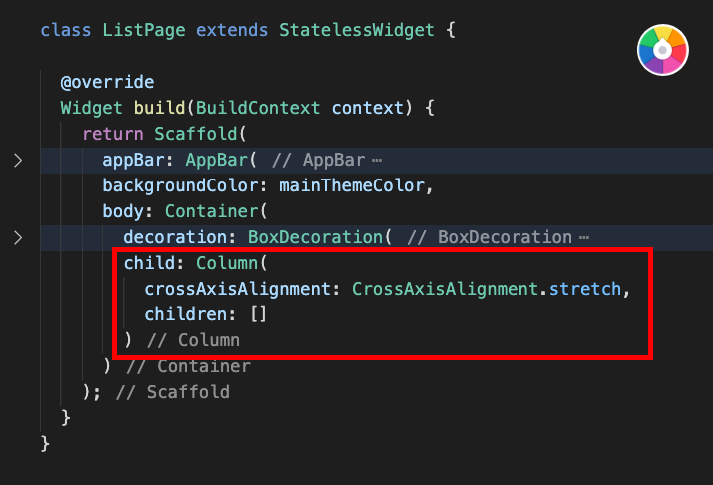 class ListPage extends StatelessWidget {
@override
Widget build(BuildContext context) {
return Scaffold(
appBar: AppBar( // AppBar ⋯
backgroundColor: mainThemeColor,
body: Container(
decoration: BoxDecoration( // BoxDecoration ⋯
child: Column(
crossAxisAlignment: CrossAxisAlignment.stretch,
children: []
) // Column
) // Container
); // Scaffold
}
}